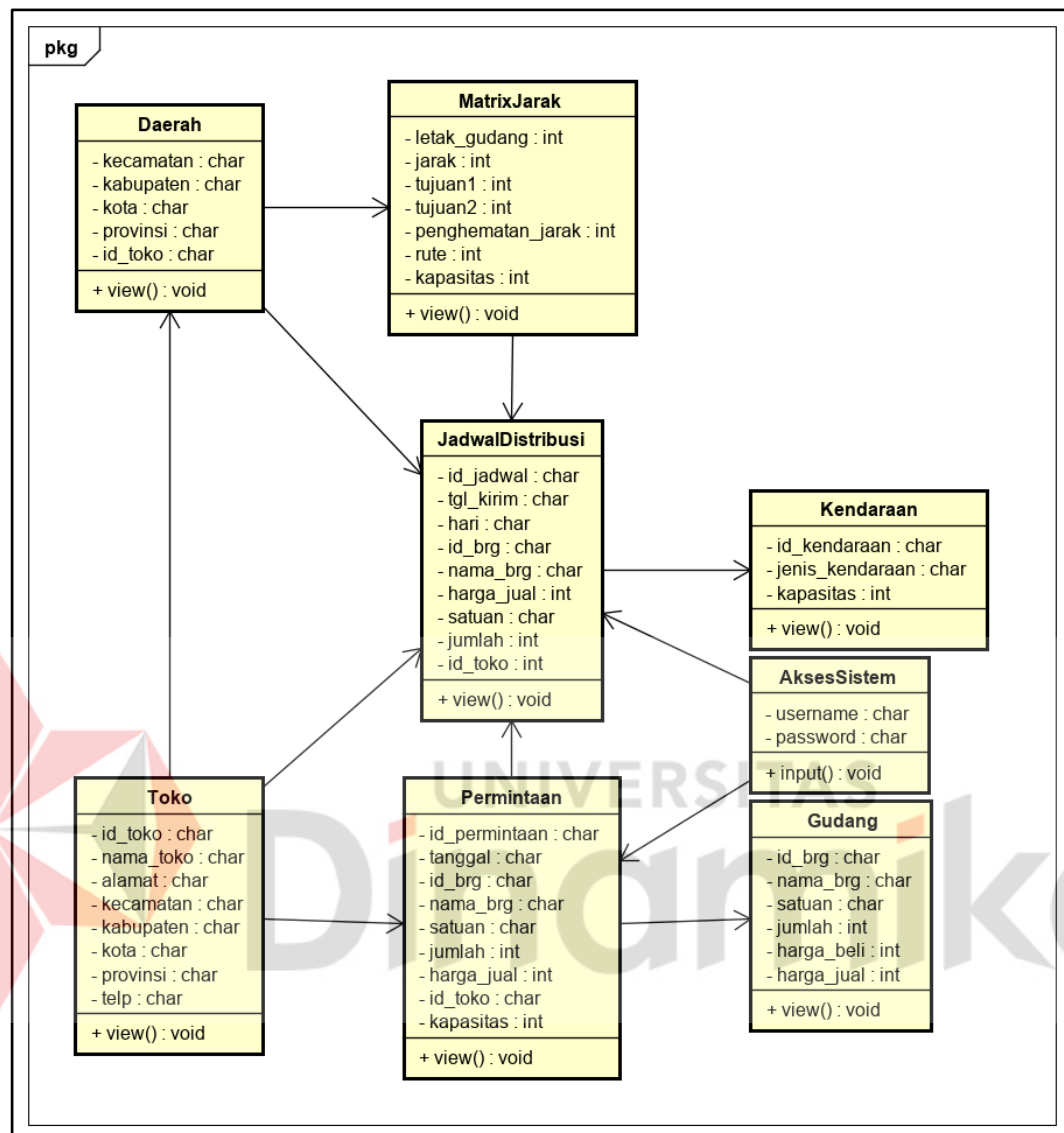 pkg
Daerah
- kecamatan : char
- kabupaten : char
- kota : char
- provinsi : char
- id_toko : char
+ view() : void
MatrixJarak
- letak_gudang : int
- jarak : int
- tujuan1 : int
- tujuan2 : int
- penghematan_jarak : int
- rute : int
- kapasitas : int
+ view() : void
JadwalDistribusi
- id_jadwal : char
- tgl_kirim : char
- hari : char
- id_brg : char
- nama_brg : char
- harga_jual : int
- satuan : char
- jumlah : int
- id_toko : int
+ view() : void
Kendaraan
- id_kendaraan : char
- jenis_kendaraan : char
- kapasitas : int
+ view() : void
AksesSistem
- username : char
- password : char
+ input() : void
Toko
- id_toko : char
- nama_toko : char
- alamat : char
- kecamatan : char
- kabupaten : char
- kota : char
- provinsi : char
- telp : char
+ view() : void
Permintaan
- id_permintaan : char
- tanggal : char
- id_brg : char
- nama_brg : char
- satuan : char
- jumlah : int
- harga_jual : int
- id_toko : char
- kapasitas : int
+ view() : void
Gudang
- id_brg : char
- nama_brg : char
- satuan : char
- jumlah : int
- harga_beli : int
- harga_jual : int
+ view() : void
UNIVERSITAS
Dinamika